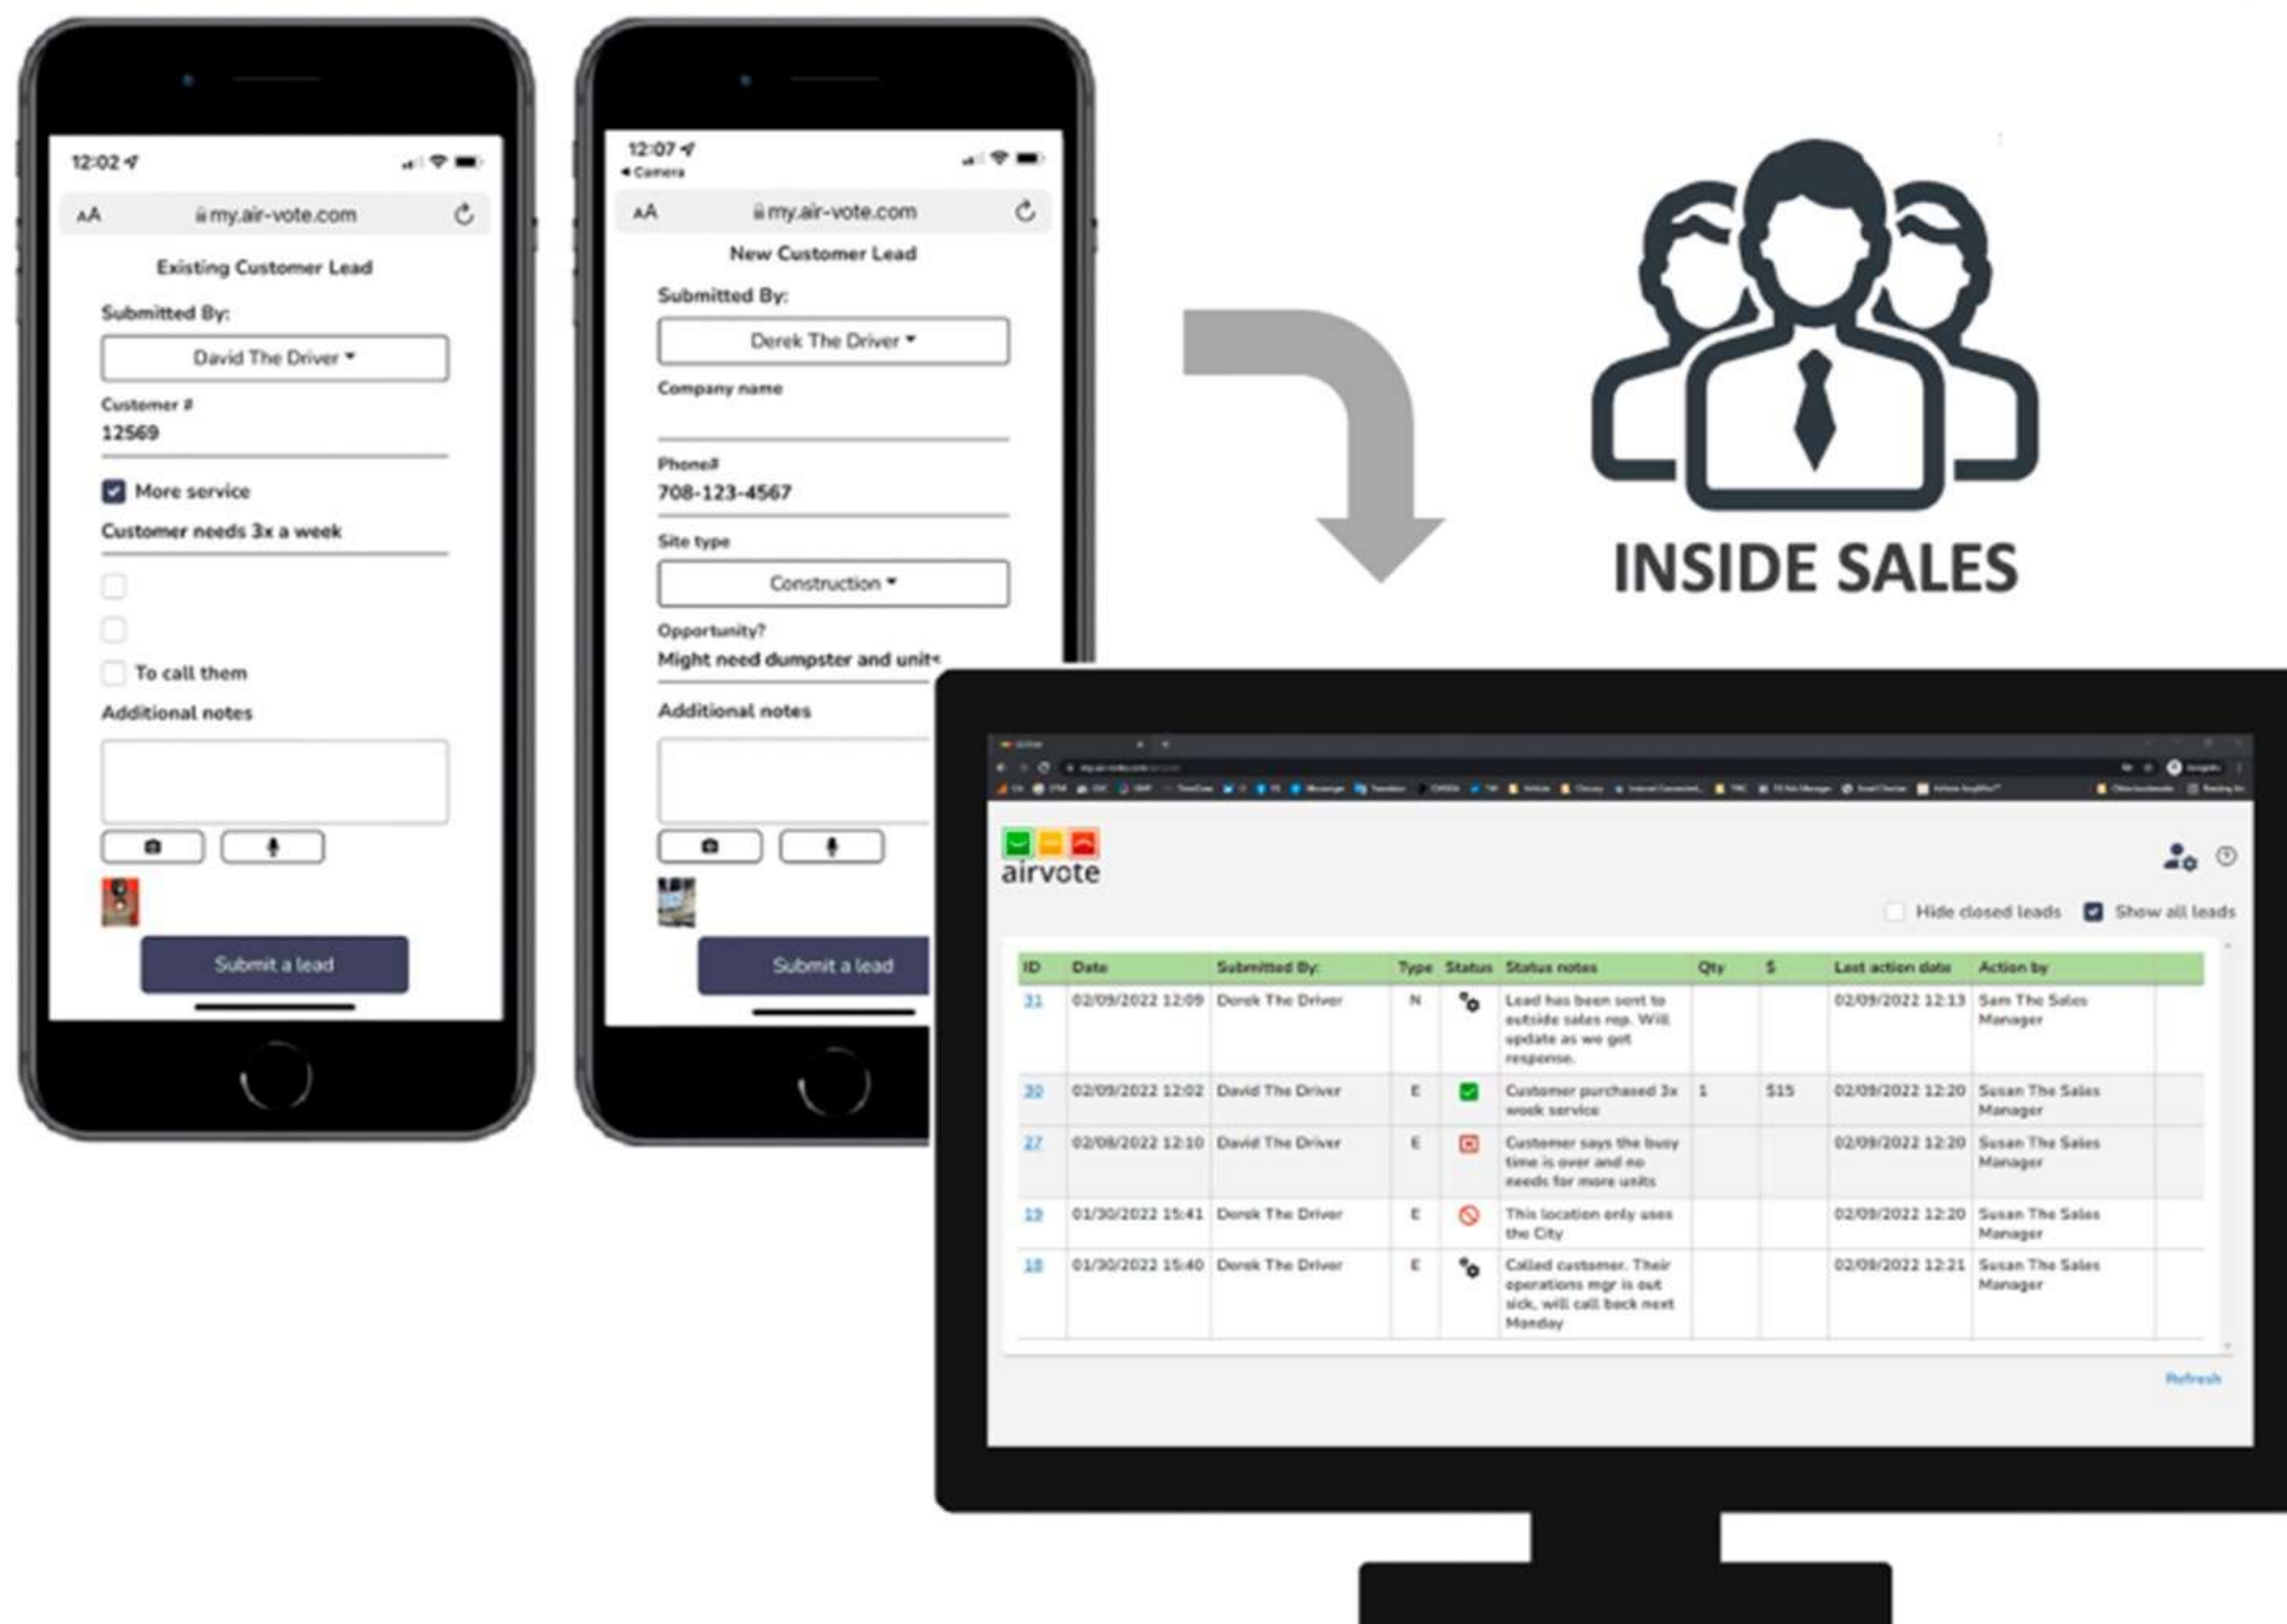 12:02
AA
my.air-vote.com
Existing Customer Lead
Submitted By:
David The Driver
Customer #
12569
More service
Customer needs 3x a week
To call them
Additional notes
Submit a lead
12:07
Camera
AA
my.air-vote.com
New Customer Lead
Submitted By:
Derek The Driver
Company name
Phone#
708-123-4567
Site type
Construction
Opportunity?
Might need dumpster and units
Additional notes
Submit a lead
INSIDE SALES
airvote
Hide closed leads Show all leads
ID Date Submitted By: Type Status Status notes Qty $ Last action date Action by
31 02/09/2022 12:09 Derek The Driver N Lead has been sent to 02/09/2022 12:13 Sam The Sales
outside sales rep. Will Manager
update as we get
response.
30 02/09/2022 12:02 David The Driver E Customer purchased 3x 1 $15 02/09/2022 12:20 Susan The Sales
week service Manager
27 02/08/2022 12:10 David The Driver E Customer says the busy 02/09/2022 12:20 Susan The Sales
time is over and no Manager
needs for more units
19 01/30/2022 15:41 Derek The Driver E This location only uses 02/09/2022 12:20 Susan The Sales
the City Manager
18 01/30/2022 15:40 Derek The Driver E Called customer. Their 02/09/2022 12:21 Susan The Sales
operations mgr is out Manager
sick, will call back next
Monday
Refresh